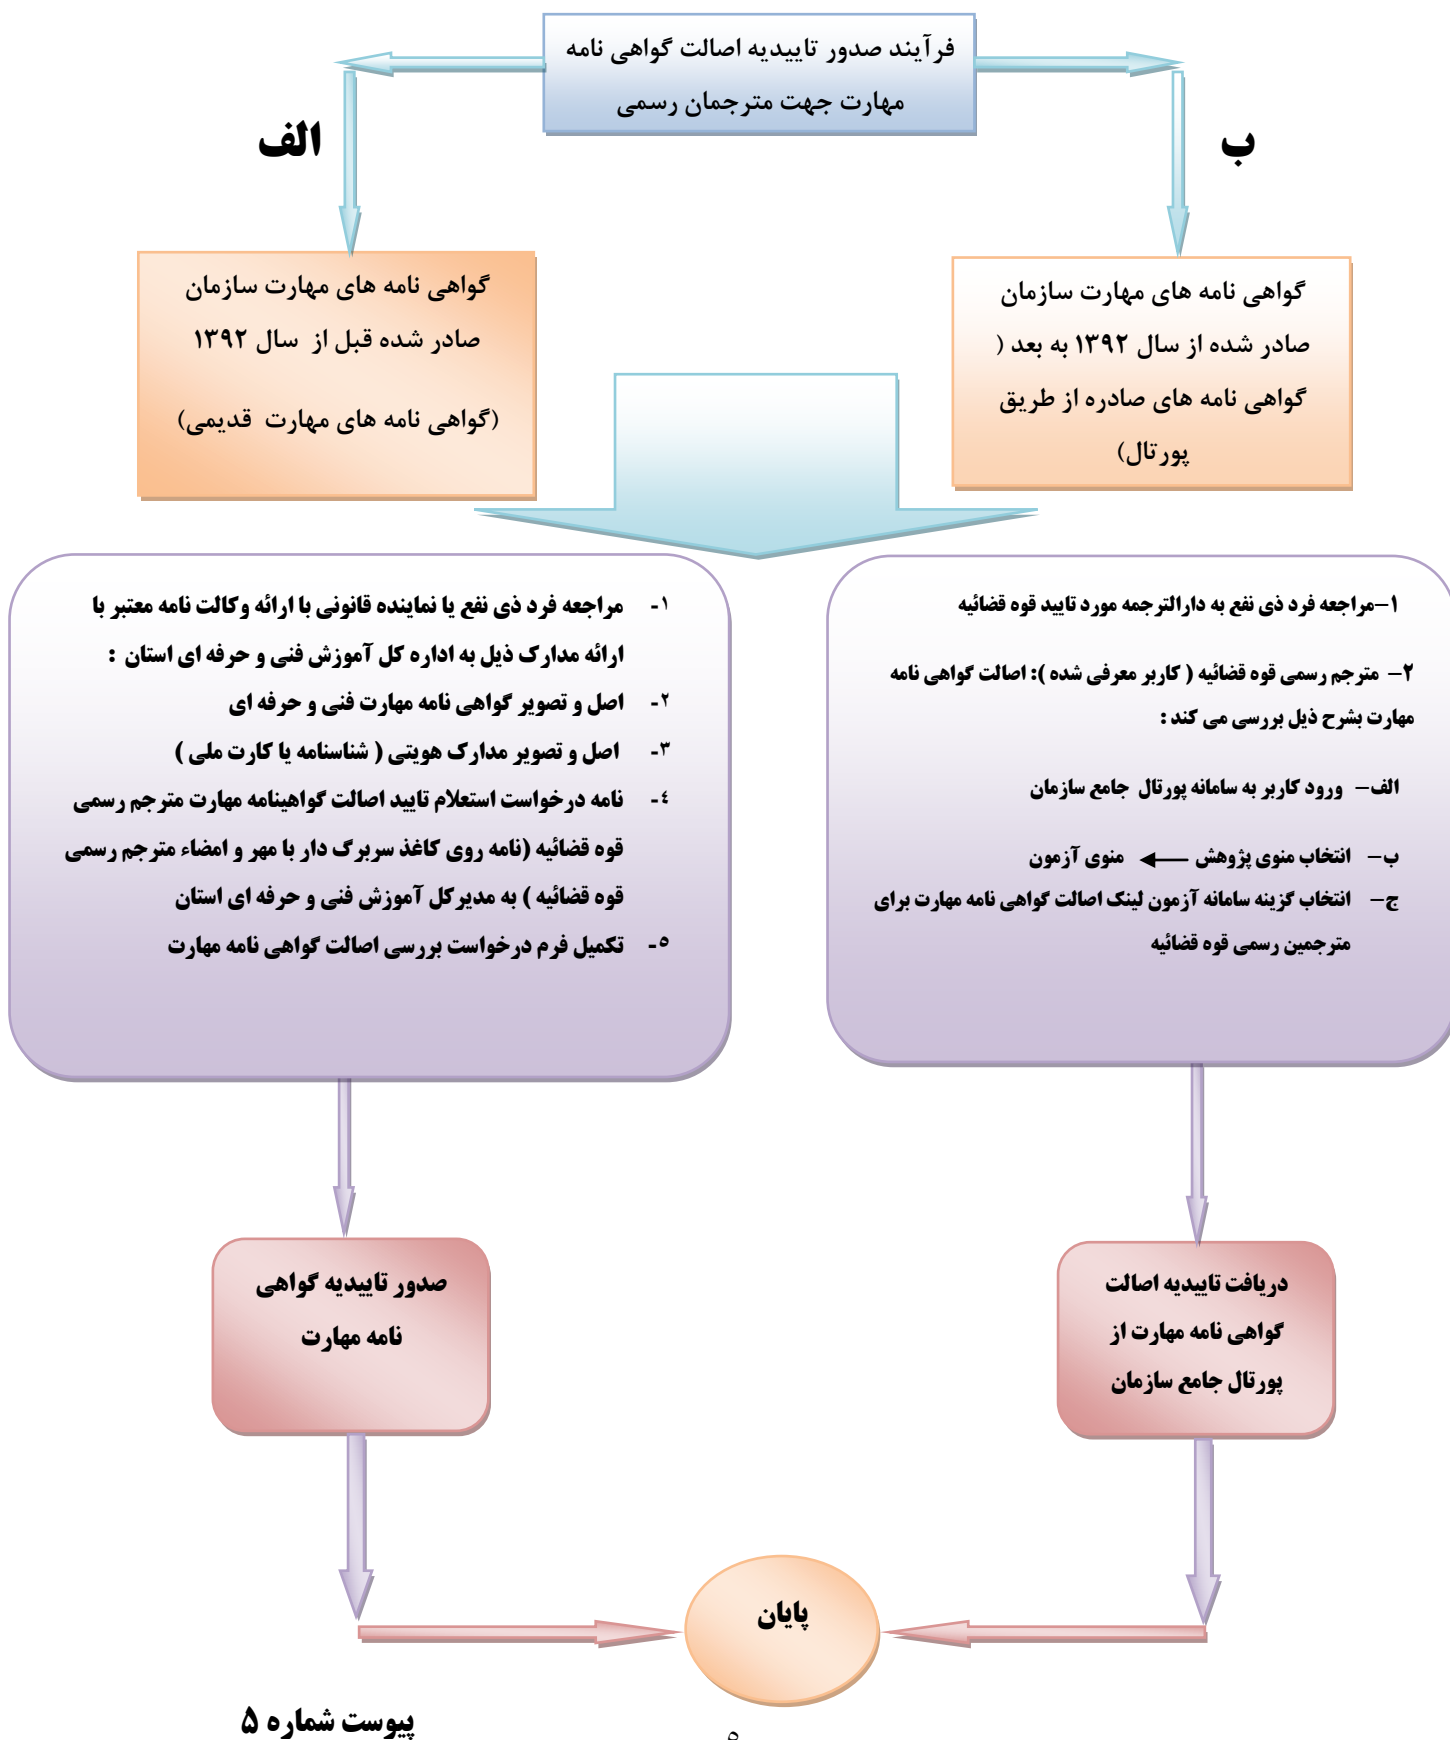 فرآیند صدور تاییدیه اصالت گواهی نامه
مهارت جهت مترجمان رسمی
ب
الف
گواهی نامه های مهارت سازمان
صادر شده از سال ۱۳۹۲ به بعد (
گواهی نامه های صادره از طریق
پورتال)
گواهی نامه های مهارت سازمان
صادر شده قبل از سال ۱۳۹۲
(گواهی نامه های مهارت قدیمی)
۱–مراجعه فرد ذی نفع به دارالترجمه مورد تایید قوه قضائیه
۲– مترجم رسمی قوه قضائیه ( کاربر معرفی شده ): اصالت گواهی نامه
مهارت بشرح ذیل بررسی می کند :
الف– ورود کاربر به سامانه پورتال جامع سازمان
ب– انتخاب منوی پژوهش ← منوی آزمون
ج– انتخاب گزینه سامانه آزمون لینک اصالت گواهی نامه مهارت برای
مترجمین رسمی قوه قضائیه
۱- مراجعه فرد ذی نفع یا نماینده قانونی با ارائه وکالت نامه معتبر با
ارائه مدارک ذیل به اداره کل آموزش فنی و حرفه ای استان :
۲- اصل و تصویر گواهی نامه مهارت فنی و حرفه ای
۳- اصل و تصویر مدارک هویتی ( شناسنامه یا کارت ملی )
٤- نامه درخواست استعلام تایید اصالت گواهینامه مهارت مترجم رسمی
قوه قضائیه (نامه روی کاغذ سربرگ دار با مهر و امضاء مترجم رسمی
قوه قضائیه ) به مدیرکل آموزش فنی و حرفه ای استان
٥- تکمیل فرم درخواست بررسی اصالت گواهی نامه مهارت
دریافت تاییدیه اصالت
گواهی نامه مهارت از
پورتال جامع سازمان
صدور تاییدیه گواهی
نامه مهارت
پایان
پیوست شماره ۵
٥